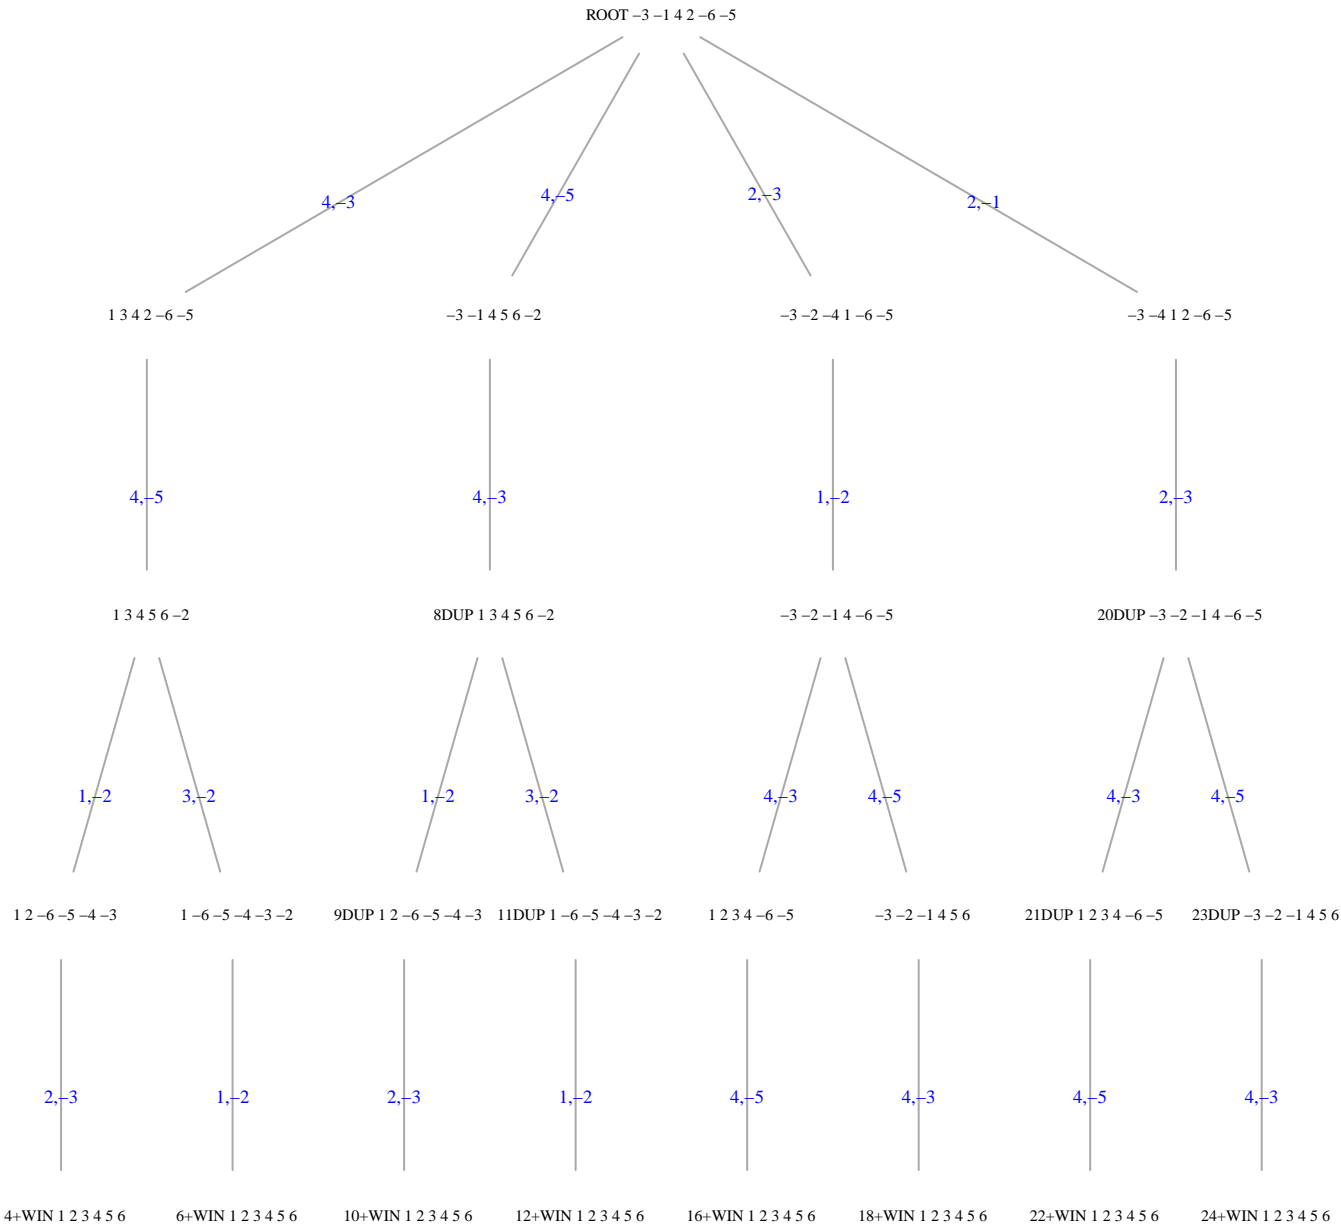 ROOT –3 –1 4 2 –6 –5
4,–3 4,–5 2,–3 2,–1
1 3 4 2 –6 –5 –3 –1 4 5 6 –2 –3 –2 –4 1 –6 –5 –3 –4 1 2 –6 –5
4,–5 4,–3 1,–2 2,–3
1 3 4 5 6 –2 8DUP 1 3 4 5 6 –2 –3 –2 –1 4 –6 –5 20DUP –3 –2 –1 4 –6 –5
1,–2 3,–2 1,–2 3,–2 4,–3 4,–5 4,–3 4,–5
1 2 –6 –5 –4 –3 1 –6 –5 –4 –3 –2 9DUP 1 2 –6 –5 –4 –3 11DUP 1 –6 –5 –4 –3 –2 1 2 3 4 –6 –5 –3 –2 –1 4 5 6 21DUP 1 2 3 4 –6 –5 23DUP –3 –2 –1 4 5 6
2,–3 1,–2 2,–3 1,–2 4,–5 4,–3 4,–5 4,–3
4+WIN 1 2 3 4 5 6 6+WIN 1 2 3 4 5 6 10+WIN 1 2 3 4 5 6 12+WIN 1 2 3 4 5 6 16+WIN 1 2 3 4 5 6 18+WIN 1 2 3 4 5 6 22+WIN 1 2 3 4 5 6 24+WIN 1 2 3 4 5 6